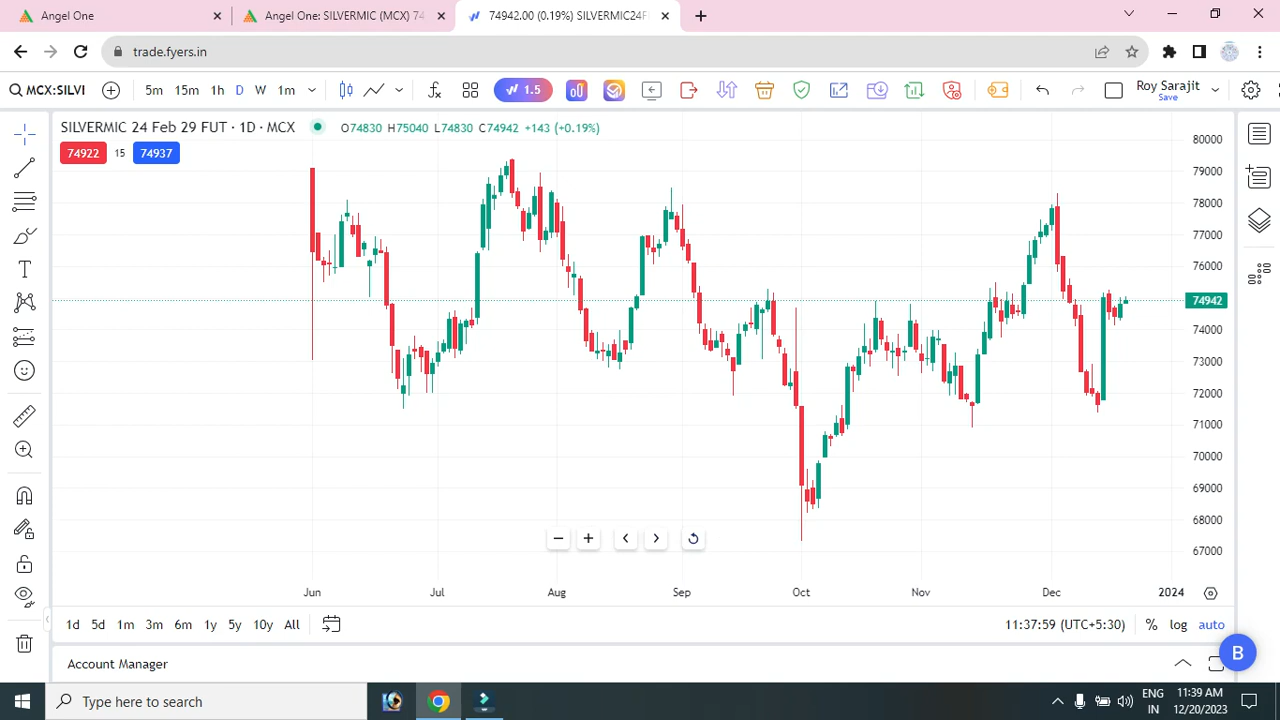 Angel One
Angel One: SILVERMIC (MCX) 74
74942.00 (0.19%) SILVERMIC24F
trade.fyers.in
MCX:SILVI
5m 15m 1h D W 1m
1.5
Roy Sarajit
Save
SILVERMIC 24 Feb 29 FUT · 1D · MCX
O74830 H75040 L74830 C74942 +143 (+0.19%)
74922 15 74937
80000
79000
78000
77000
76000
74942
74000
73000
72000
71000
70000
69000
68000
67000
Jun Jul Aug Sep Oct Nov Dec 2024
1d 5d 1m 3m 6m 1y 5y 10y All
11:37:59 (UTC+5:30) % log auto
Account Manager
B
Type here to search
ENG
IN
11:39 AM
12/20/2023